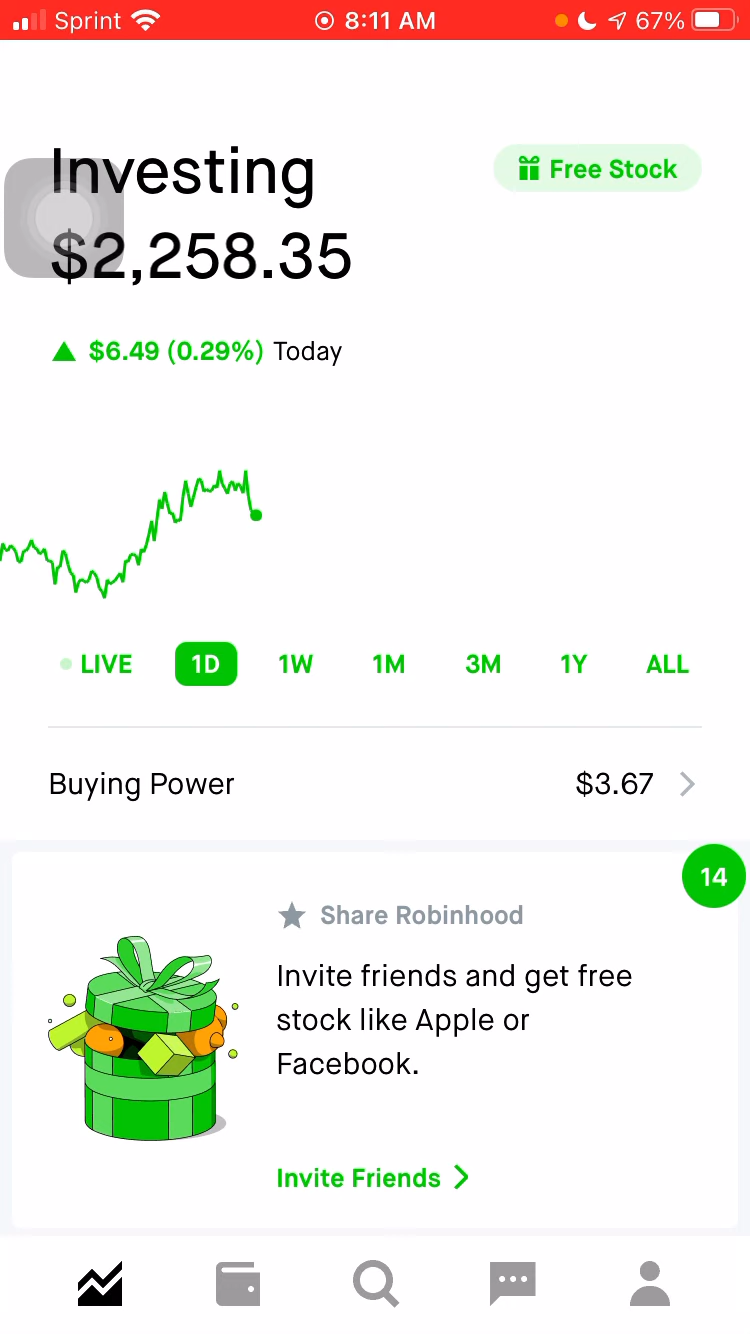 Sprint 8:11 AM 67%
Investing
Free Stock
$2,258.35
$6.49 (0.29%) Today
LIVE 1D 1W 1M 3M 1Y ALL
Buying Power $3.67
14
Share Robinhood
Invite friends and get free
stock like Apple or
Facebook.
Invite Friends